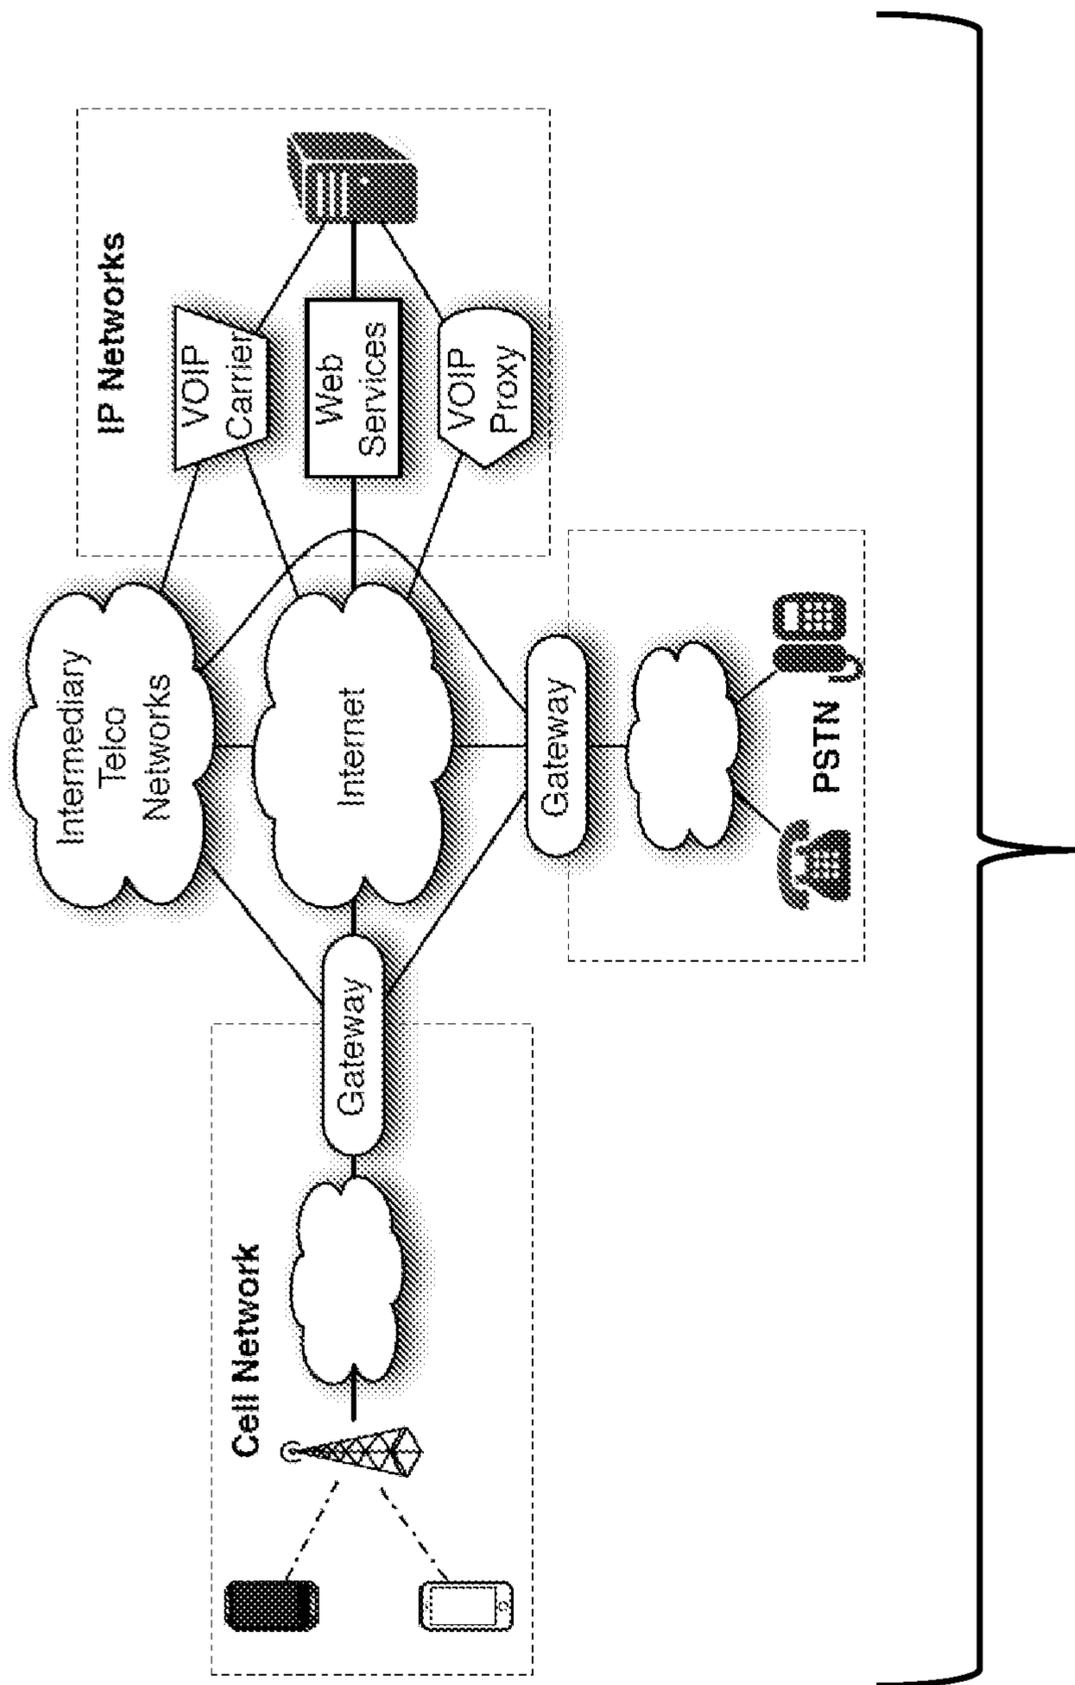 Cell Network
Gateway
Intermediary
Telco
Networks
Internet
Gateway
PSTN
IP Networks
VOIP
Carrier
Web
Services
VOIP
Proxy